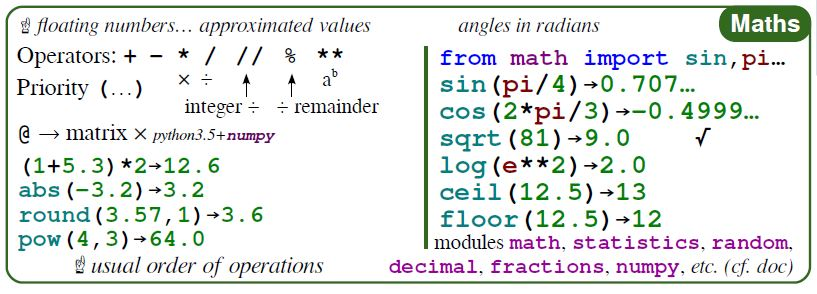 ☝ floating numbers… approximated values
Operators: + - * / // % **
Priority (…) × ÷ aᵇ
integer ÷ ÷ remainder
@ → matrix × python3.5+numpy
(1+5.3)*2→12.6
abs(-3.2)→3.2
round(3.57,1)→3.6
pow(4,3)→64.0
☝ usual order of operations
Maths
angles in radians
from math import sin,pi…
sin(pi/4)→0.707…
cos(2*pi/3)→-0.4999…
sqrt(81)→9.0 √
log(e**2)→2.0
ceil(12.5)→13
floor(12.5)→12
modules math, statistics, random,
decimal, fractions, numpy, etc. (cf. doc)